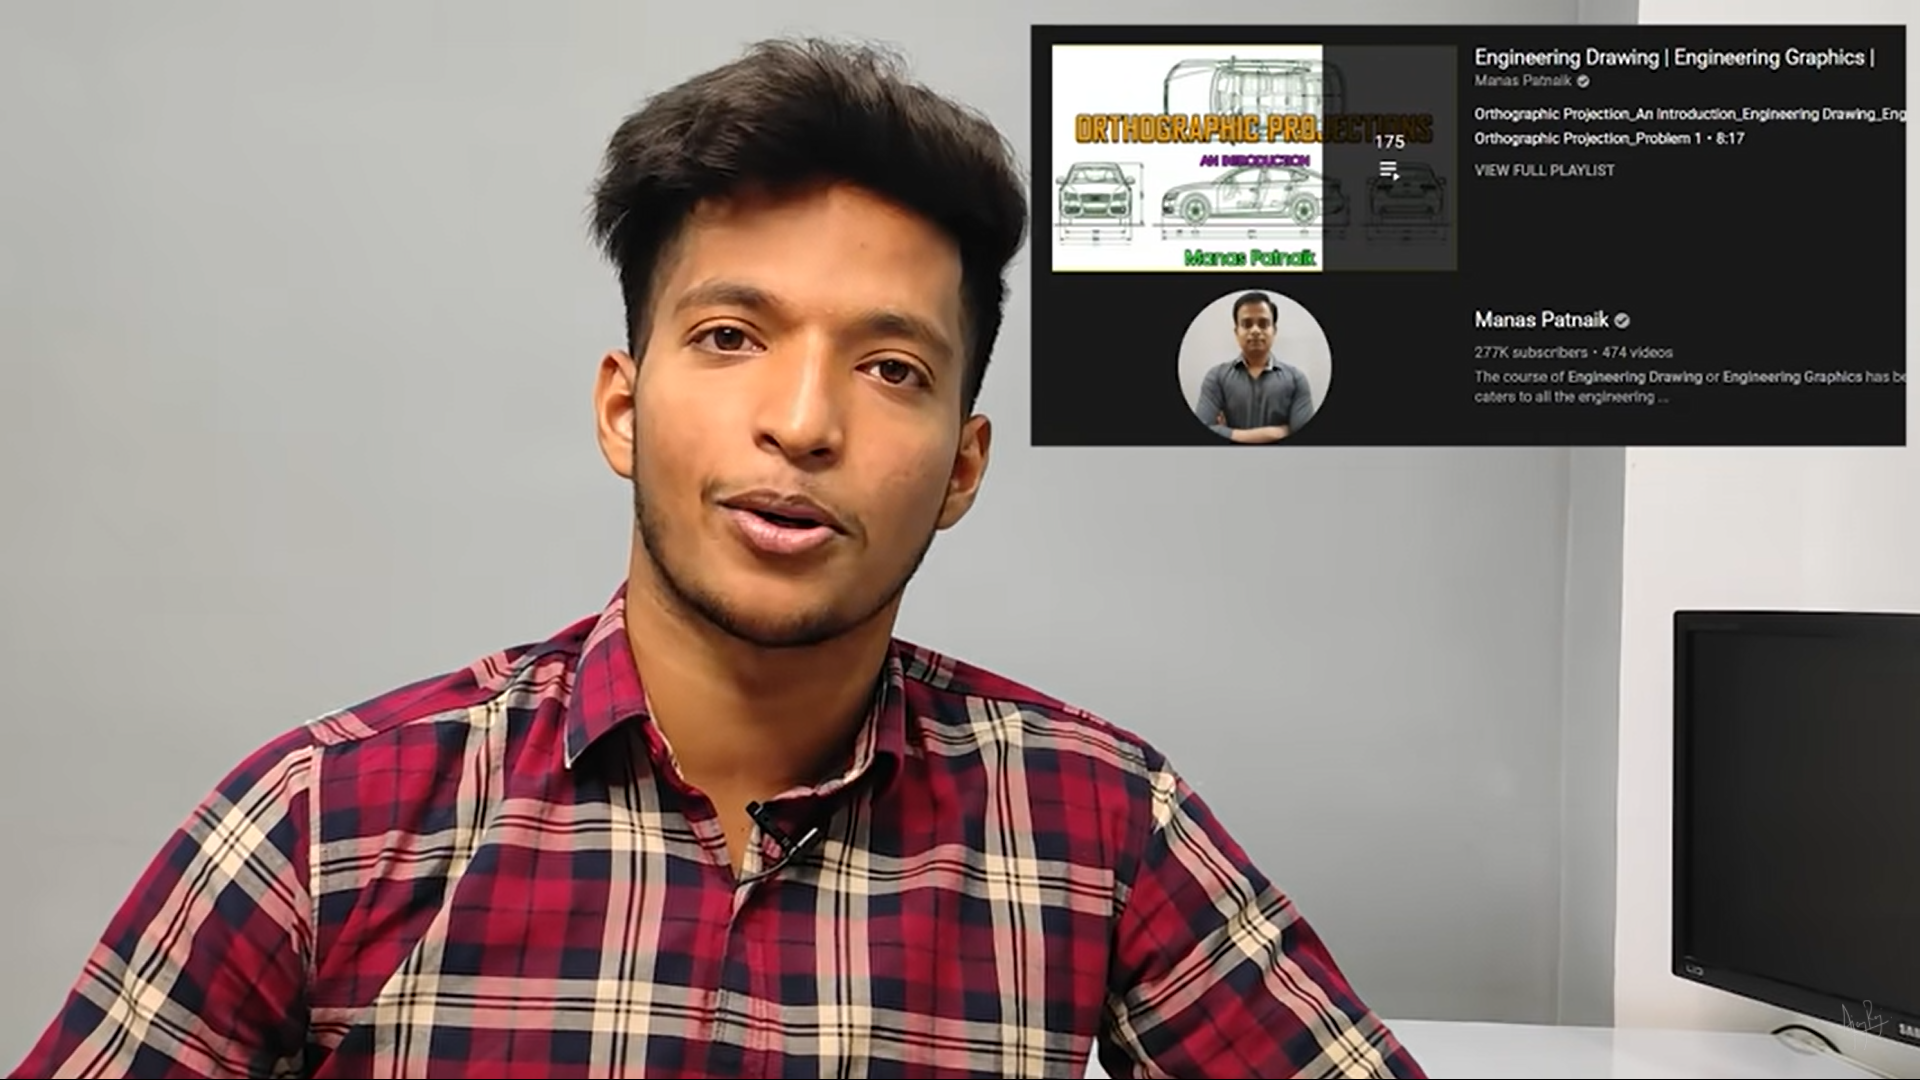 Engineering Drawing | Engineering Graphics |
Manas Patnaik
ORTHOGRAPHIC PROJECTIONS
AN INTRODUCTION
Manas Patnaik
175
Orthographic Projection_An Introduction_Engineering Drawing_Eng
Orthographic Projection_Problem 1 • 8:17
VIEW FULL PLAYLIST
Manas Patnaik
277K subscribers • 474 videos
The course of Engineering Drawing or Engineering Graphics has be
caters to all the engineering ...